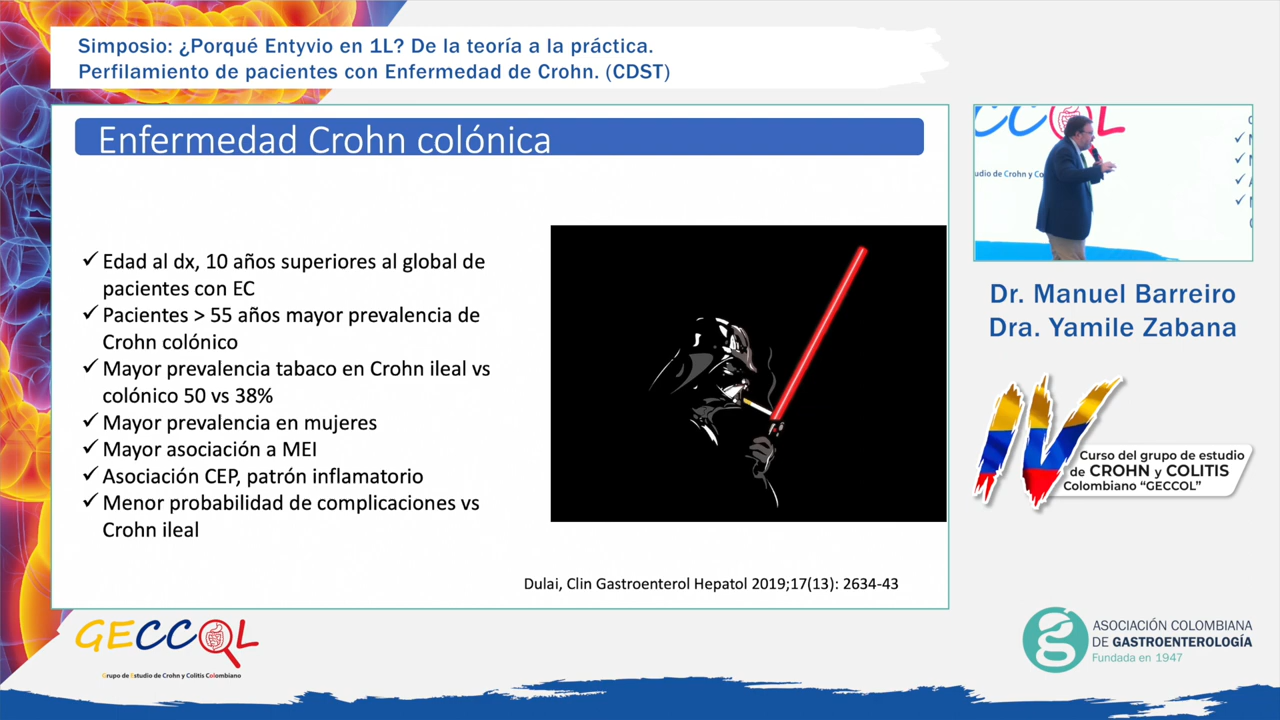 Simposio: ¿Porqué Entyvio en 1L? De la teoría a la práctica.
Perfilamiento de pacientes con Enfermedad de Crohn. (CDST)
Enfermedad Crohn colónica
✓ Edad al dx, 10 años superiores al global de
pacientes con EC
✓ Pacientes > 55 años mayor prevalencia de
Crohn colónico
✓ Mayor prevalencia tabaco en Crohn ileal vs
colónico 50 vs 38%
✓ Mayor prevalencia en mujeres
✓ Mayor asociación a MEI
✓ Asociación CEP, patrón inflamatorio
✓ Menor probabilidad de complicaciones vs
Crohn ileal
Dulai, Clin Gastroenterol Hepatol 2019;17(13): 2634-43
Dr. Manuel Barreiro
Dra. Yamile Zabana
IV
Curso del grupo de estudio
de CROHN y COLITIS
Colombiano “GECCOL”
GECCOL
Grupo de Estudio de Crohn y Colitis Colombiano
ASOCIACIÓN COLOMBIANA
DE GASTROENTEROLOGÍA
Fundada en 1947